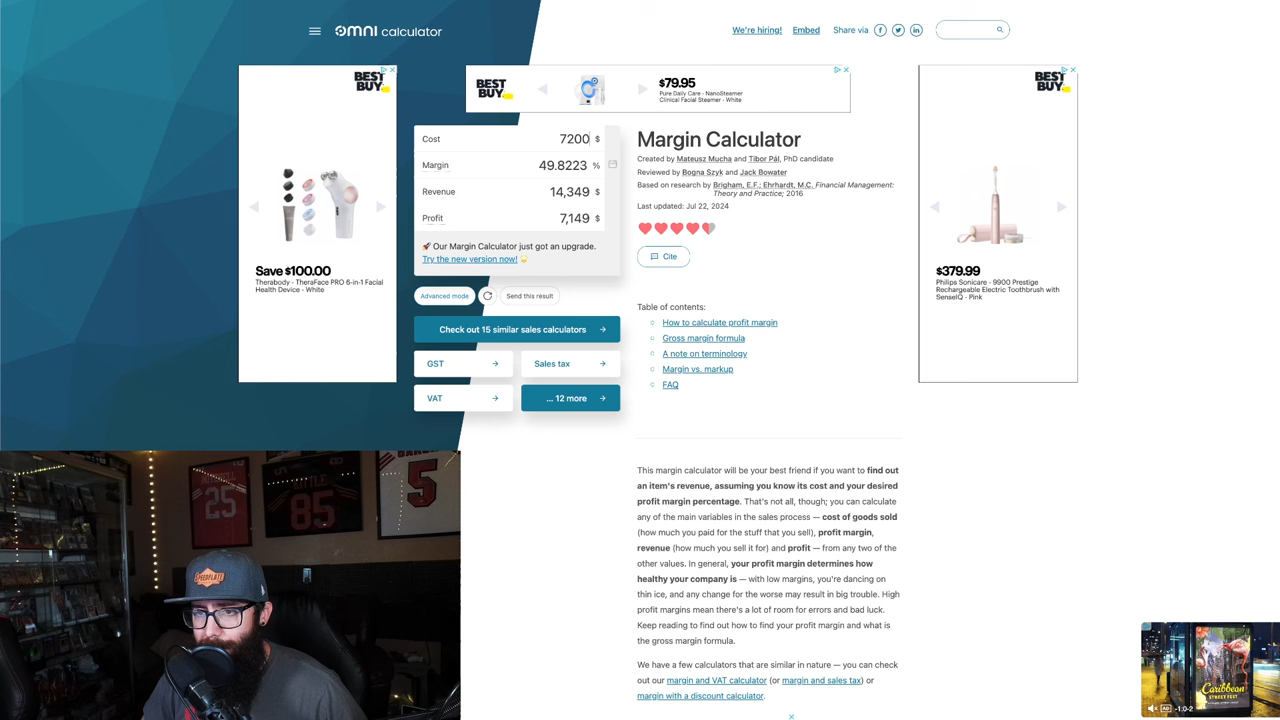 omni calculator
We're hiring!
Embed
Share via
BEST BUY
Save $100.00
Therabody - TheraFace PRO 6-in-1 Facial
Health Device - White
BEST BUY
$79.95
Pure Daily Care - NanoSteamer
Clinical Facial Steamer - White
BEST BUY
$379.99
Philips Sonicare - 9900 Prestige
Rechargeable Electric Toothbrush with
SenseIQ - Pink
Cost 7200 $
Margin 49.8223 %
Revenue 14,349 $
Profit 7,149 $
🚀 Our Margin Calculator just got an upgrade.
Try the new version now!
Advanced mode
Send this result
Check out 15 similar sales calculators
GST
Sales tax
VAT
... 12 more
Margin Calculator
Created by Mateusz Mucha and Tibor Pál, PhD candidate
Reviewed by Bogna Szyk and Jack Bowater
Based on research by Brigham, E.F.; Ehrhardt, M.C. Financial Management:
Theory and Practice; 2016
Last updated: Jul 22, 2024
Cite
Table of contents:
How to calculate profit margin
Gross margin formula
A note on terminology
Margin vs. markup
FAQ
This margin calculator will be your best friend if you want to find out
an item's revenue, assuming you know its cost and your desired
profit margin percentage. That's not all, though; you can calculate
any of the main variables in the sales process — cost of goods sold
(how much you paid for the stuff that you sell), profit margin,
revenue (how much you sell it for) and profit — from any two of the
other values. In general, your profit margin determines how
healthy your company is — with low margins, you're dancing on
thin ice, and any change for the worse may result in big trouble. High
profit margins mean there's a lot of room for errors and bad luck.
Keep reading to find out how to find your profit margin and what is
the gross margin formula.
We have a few calculators that are similar in nature — you can check
out our margin and VAT calculator (or margin and sales tax) or
margin with a discount calculator.
25
85
5
SPEEDPLATE
Caribbean
STREET FEST
AD -1:0-2